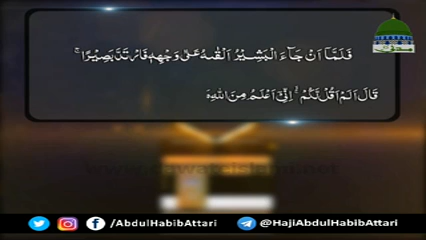 فَلَمَّاۤ اَنْ جَآءَ الْبَشِیْرُ اَلْقٰىهُ عَلٰى وَجْهِهٖ فَارْتَدَّ بَصِیْرًا ۚ
قَالَ اَلَمْ اَقُلْ لَّكُمْ ۙ اِنِّیْۤ اَعْلَمُ مِنَ اللّٰهِ
/AbdulHabibAttari
@HajiAbdulHabibAttari